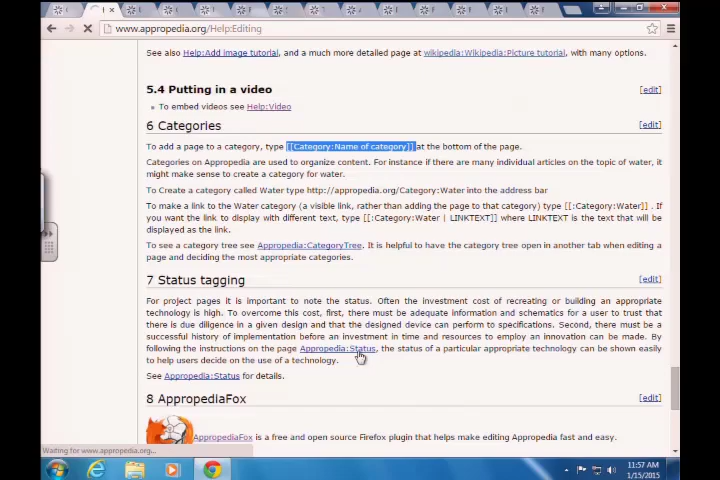 www.appropedia.org/Help:Editing
See also Help:Add image tutorial, and a much more detailed page at wikipedia:Wikipedia:Picture tutorial, with many options.
5.4 Putting in a video [edit]
To embed videos see Help:Video
6 Categories [edit]
To add a page to a category, type [[Category:Name of category]] at the bottom of the page.
Categories on Appropedia are used to organize content. For instance if there are many individual articles on the topic of water, it
might make sense to create a category for water.
To Create a category called Water type http://appropedia.org/Category:Water into the address bar
To make a link to the Water category (a visible link, rather than adding the page to that category) type [[:Category:Water]] . If
you want the link to display with different text, type [[:Category:Water | LINKTEXT]] where LINKTEXT is the text that will be
displayed as the link.
To see a category tree see Appropedia:CategoryTree. It is helpful to have the category tree open in another tab when editing a
page and deciding the most appropriate categories.
7 Status tagging [edit]
For project pages it is important to note the status. Often the investment cost of recreating or building an appropriate
technology is high. To overcome this cost, first, there must be adequate information and schematics for a user to trust that
there is due diligence in a given design and that the designed device can perform to specifications. Second, there must be a
successful history of implementation before an investment in time and resources to employ an innovation can be made. By
following the instructions on the page Appropedia:Status, the status of a particular appropriate technology can be shown easily
to help users decide on the use of a technology.
See Appropedia:Status for details.
8 AppropediaFox [edit]
AppropediaFox is a free and open source Firefox plugin that helps make editing Appropedia fast and easy.
Waiting for www.appropedia.org...
11:57 AM
1/15/2015